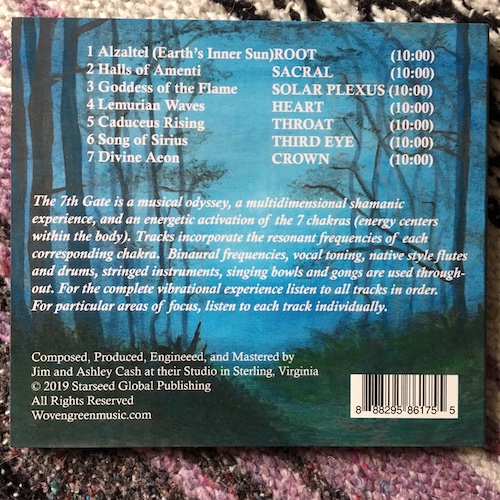 1 Alzaltel (Earth's Inner Sun)ROOT (10:00)
2 Halls of Amenti SACRAL (10:00)
3 Goddess of the Flame SOLAR PLEXUS (10:00)
4 Lemurian Waves HEART (10:00)
5 Caduceus Rising THROAT (10:00)
6 Song of Sirius THIRD EYE (10:00)
7 Divine Aeon CROWN (10:00)
The 7th Gate is a musical odyssey, a multidimensional shamanic
experience, and an energetic activation of the 7 chakras (energy centers
within the body). Tracks incorporate the resonant frequencies of each
corresponding chakra. Binaural frequencies, vocal toning, native style flutes
and drums, stringed instruments, singing bowls and gongs are used through-
out. For the complete vibrational experience listen to all tracks in order.
For particular areas of focus, listen to each track individually.
Composed, Produced, Engineeed, and Mastered by
Jim and Ashley Cash at their Studio in Sterling, Virginia
© 2019 Starseed Global Publishing
All Rights Reserved
Wovengreenmusic.com
8 88295 86175 5